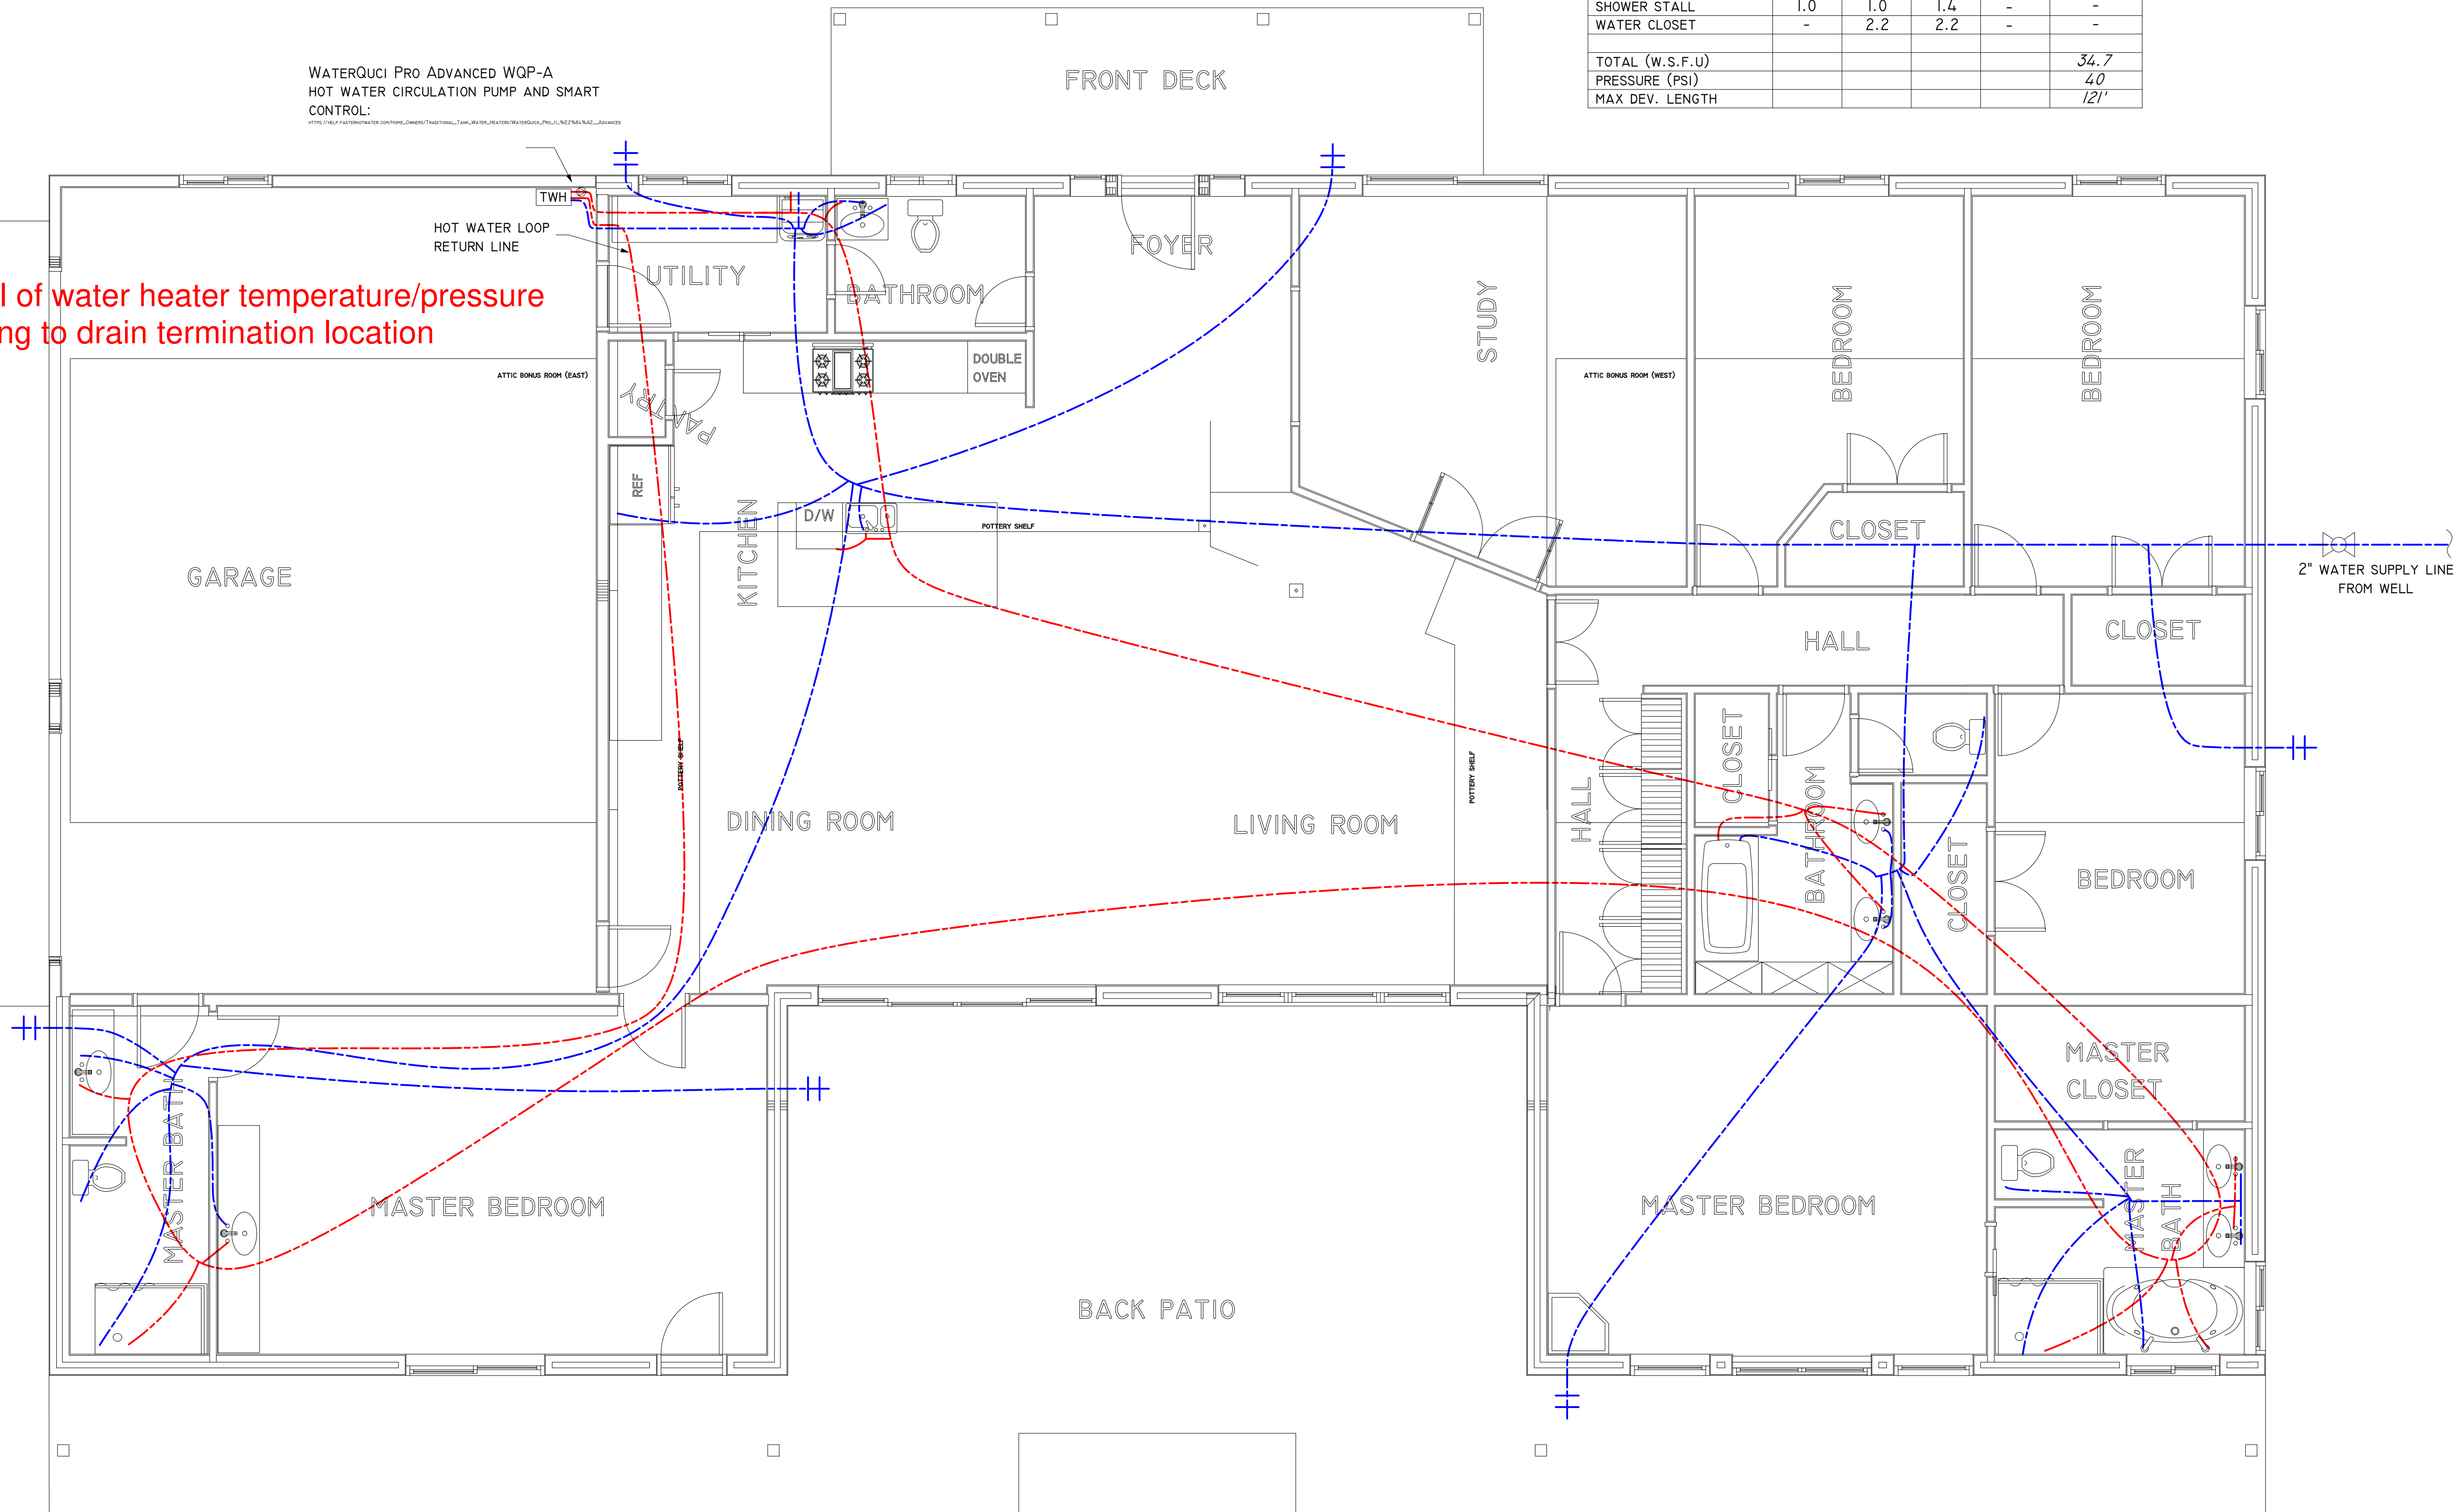 SHOWER STALL 1.0 1.0 1.4 - -
WATER CLOSET - 2.2 2.2 - -
TOTAL (W.S.F.U) 34.7
PRESSURE (PSI) 40
MAX DEV. LENGTH 121'
WATERQUCI PRO ADVANCED WQP-A
HOT WATER CIRCULATION PUMP AND SMART
CONTROL:
FRONT DECK
TWH
HOT WATER LOOP
RETURN LINE
UTILITY
BATHROOM
FOYER
STUDY
BEDROOM
BEDROOM
of water heater temperature/pressure
to drain termination location
ATTIC BONUS ROOM (EAST)
PANTRY
DOUBLE
OVEN
ATTIC BONUS ROOM (WEST)
REF
KITCHEN
D/W
POTTERY SHELF
CLOSET
GARAGE
2" WATER SUPPLY LINE
FROM WELL
HALL
CLOSET
POTTERY SHELF
POTTERY SHELF
CLOSET
DINING ROOM
LIVING ROOM
HALL
BATHROOM
CLOSET
BEDROOM
MASTER
CLOSET
MASTER BATH
MASTER BEDROOM
MASTER BEDROOM
MASTER
BATH
BACK PATIO